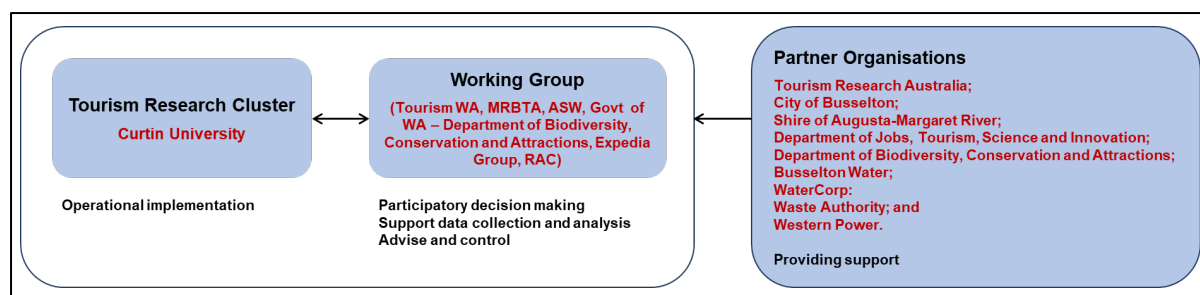 Tourism Research Cluster
Curtin University
Operational implementation
Working Group
(Tourism WA, MRBTA, ASW, Govt of
WA – Department of Biodiversity,
Conservation and Attractions, Expedia
Group, RAC)
Participatory decision making
Support data collection and analysis
Advise and control
Partner Organisations
Tourism Research Australia;
City of Busselton;
Shire of Augusta-Margaret River;
Department of Jobs, Tourism, Science and Innovation;
Department of Biodiversity, Conservation and Attractions;
Busselton Water;
WaterCorp:
Waste Authority; and
Western Power.
Providing support